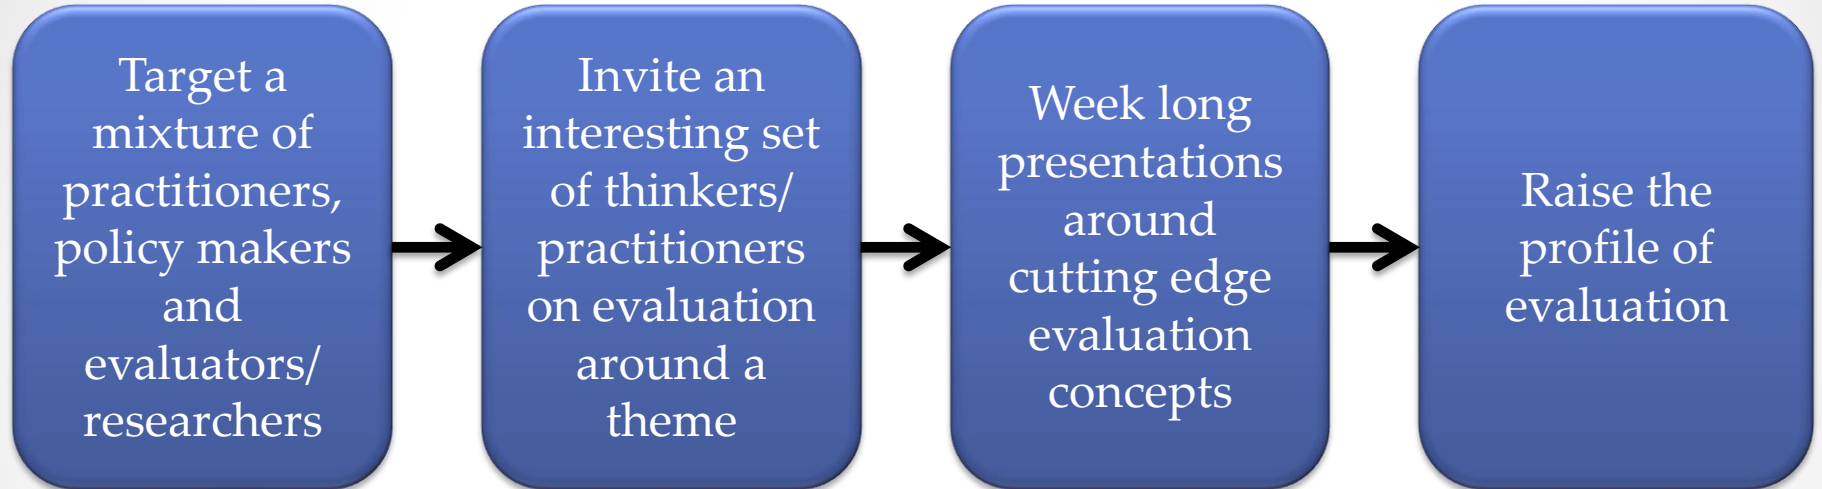 Target a
mixture of
practitioners,
policy makers
and
evaluators/
researchers
Invite an
interesting set
of thinkers/
practitioners
on evaluation
around a
theme
Week long
presentations
around
cutting edge
evaluation
concepts
Raise the
profile of
evaluation